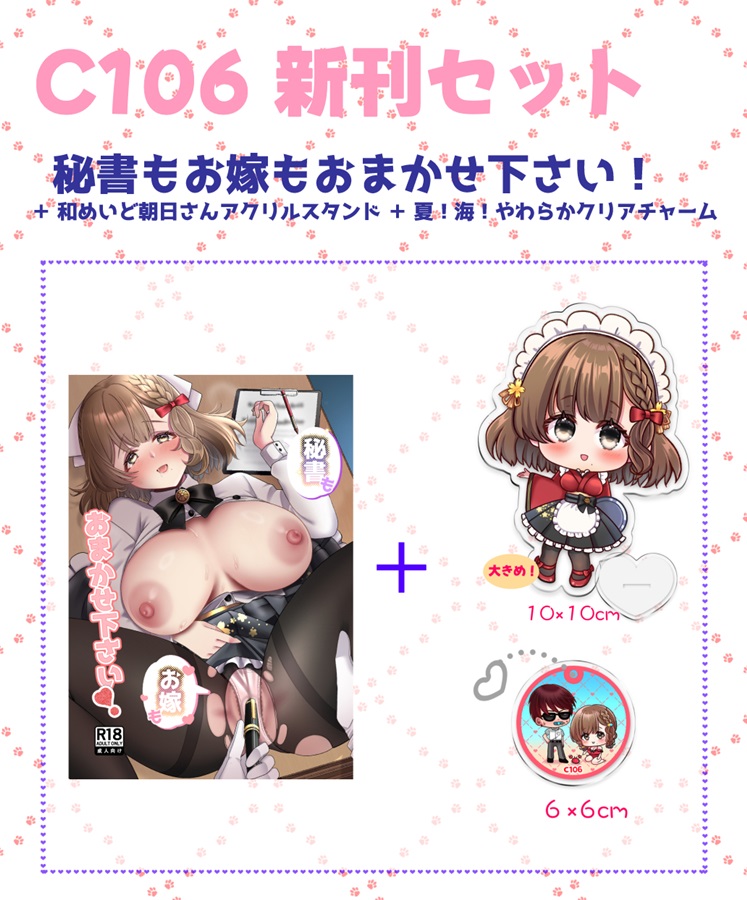 C106 新刊セット
秘書もお嫁もおまかせ下さい！
+ 和めいど朝日さんアクリルスタンド + 夏！海！やわらかクリアチャーム
秘書も
おまかせ下さい♥！
お嫁も
R18
ADULT ONLY
成人向け
+
大きめ！
10×10cm
C106
6×6cm